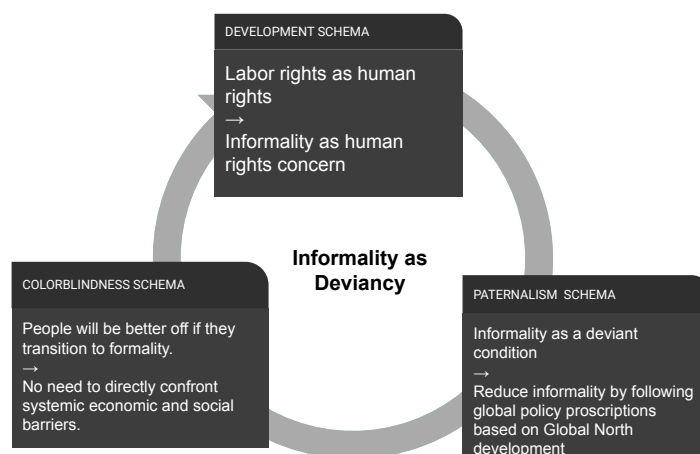 DEVELOPMENT SCHEMA
Labor rights as human
rights
→
Informality as human
rights concern
Informality as
Deviancy
COLORBLINDNESS SCHEMA
People will be better off if they
transition to formality.
→
No need to directly confront
systemic economic and social
barriers.
PATERNALISM SCHEMA
Informality as a deviant
condition
→
Reduce informality by following
global policy proscriptions
based on Global North
development